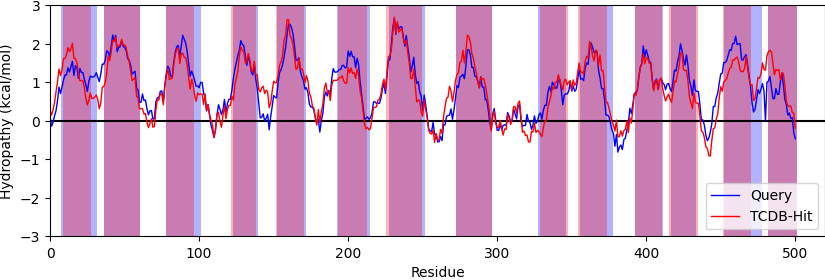 Hydropathy (kcal/mol)
3
2
1
0
−1
−2
−3
0 100 200 300 400 500
Residue
Query
TCDB-Hit